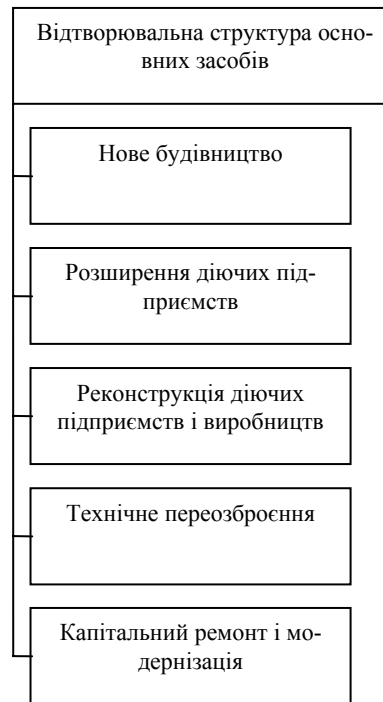 Відтворювальна структура осно-
вних засобів
Нове будівництво
Розширення діючих під-
приємств
Реконструкція діючих
підприємств і виробництв
Технічне переозброєння
Капітальний ремонт і мо-
дернізація